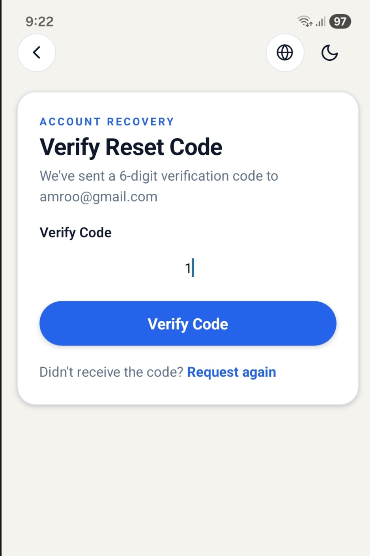 9:22
97
ACCOUNT RECOVERY
Verify Reset Code
We've sent a 6-digit verification code to
amroo@gmail.com
Verify Code
1
Verify Code
Didn't receive the code? Request again